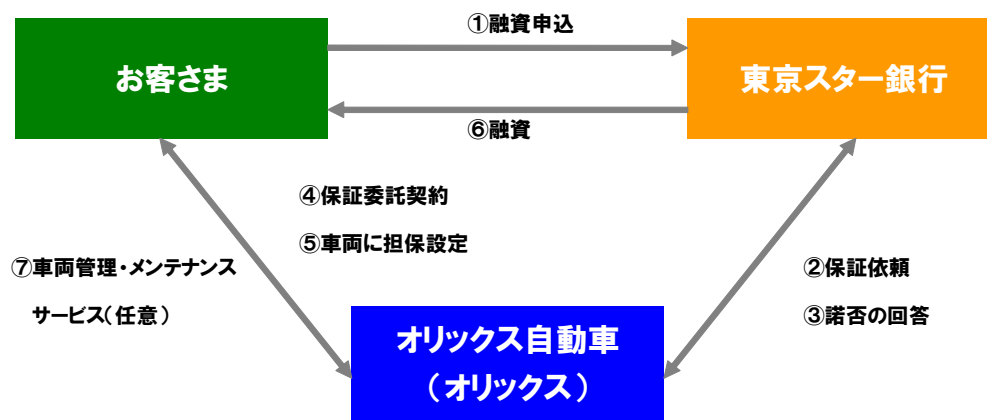 ①融資申込
お客さま
東京スター銀行
⑥融資
④保証委託契約
⑤車両に担保設定
⑦車両管理・メンテナンス
サービス(任意)
②保証依頼
③諾否の回答
オリックス自動車
(オリックス)